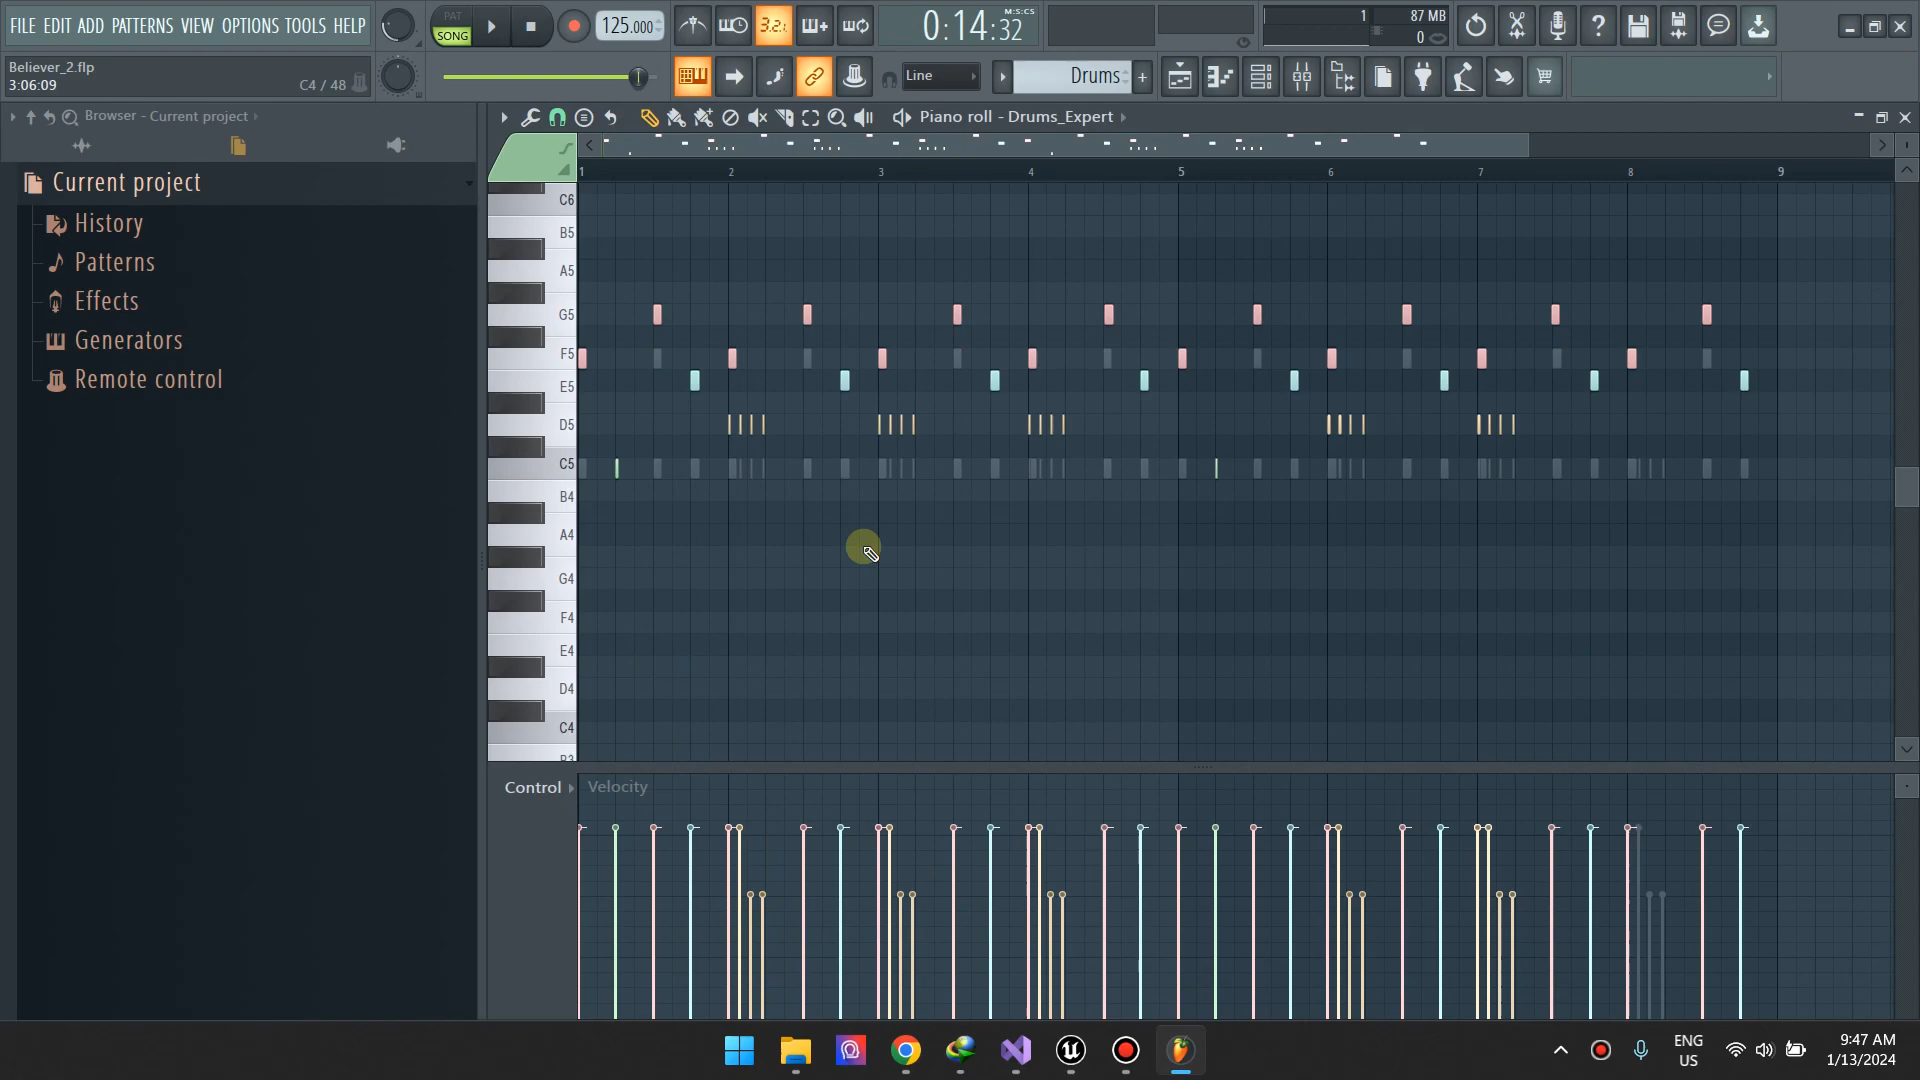 FILE EDIT ADD PATTERNS VIEW OPTIONS TOOLS HELP
PAT
SONG
125.000
3.2.
0:14:32
M:S:CS
1
87 MB
0
Believer_2.flp
3:06:09
C4 / 48
Line
Drums
Browser - Current project
Piano roll - Drums_Expert
Current project
History
Patterns
Effects
Generators
Remote control
1 2 3 4 5 6 7 8 9
C6
B5
A5
G5
F5
E5
D5
C5
B4
A4
G4
F4
E4
D4
C4
B3
Control
Velocity
ENG
US
9:47 AM
1/13/2024